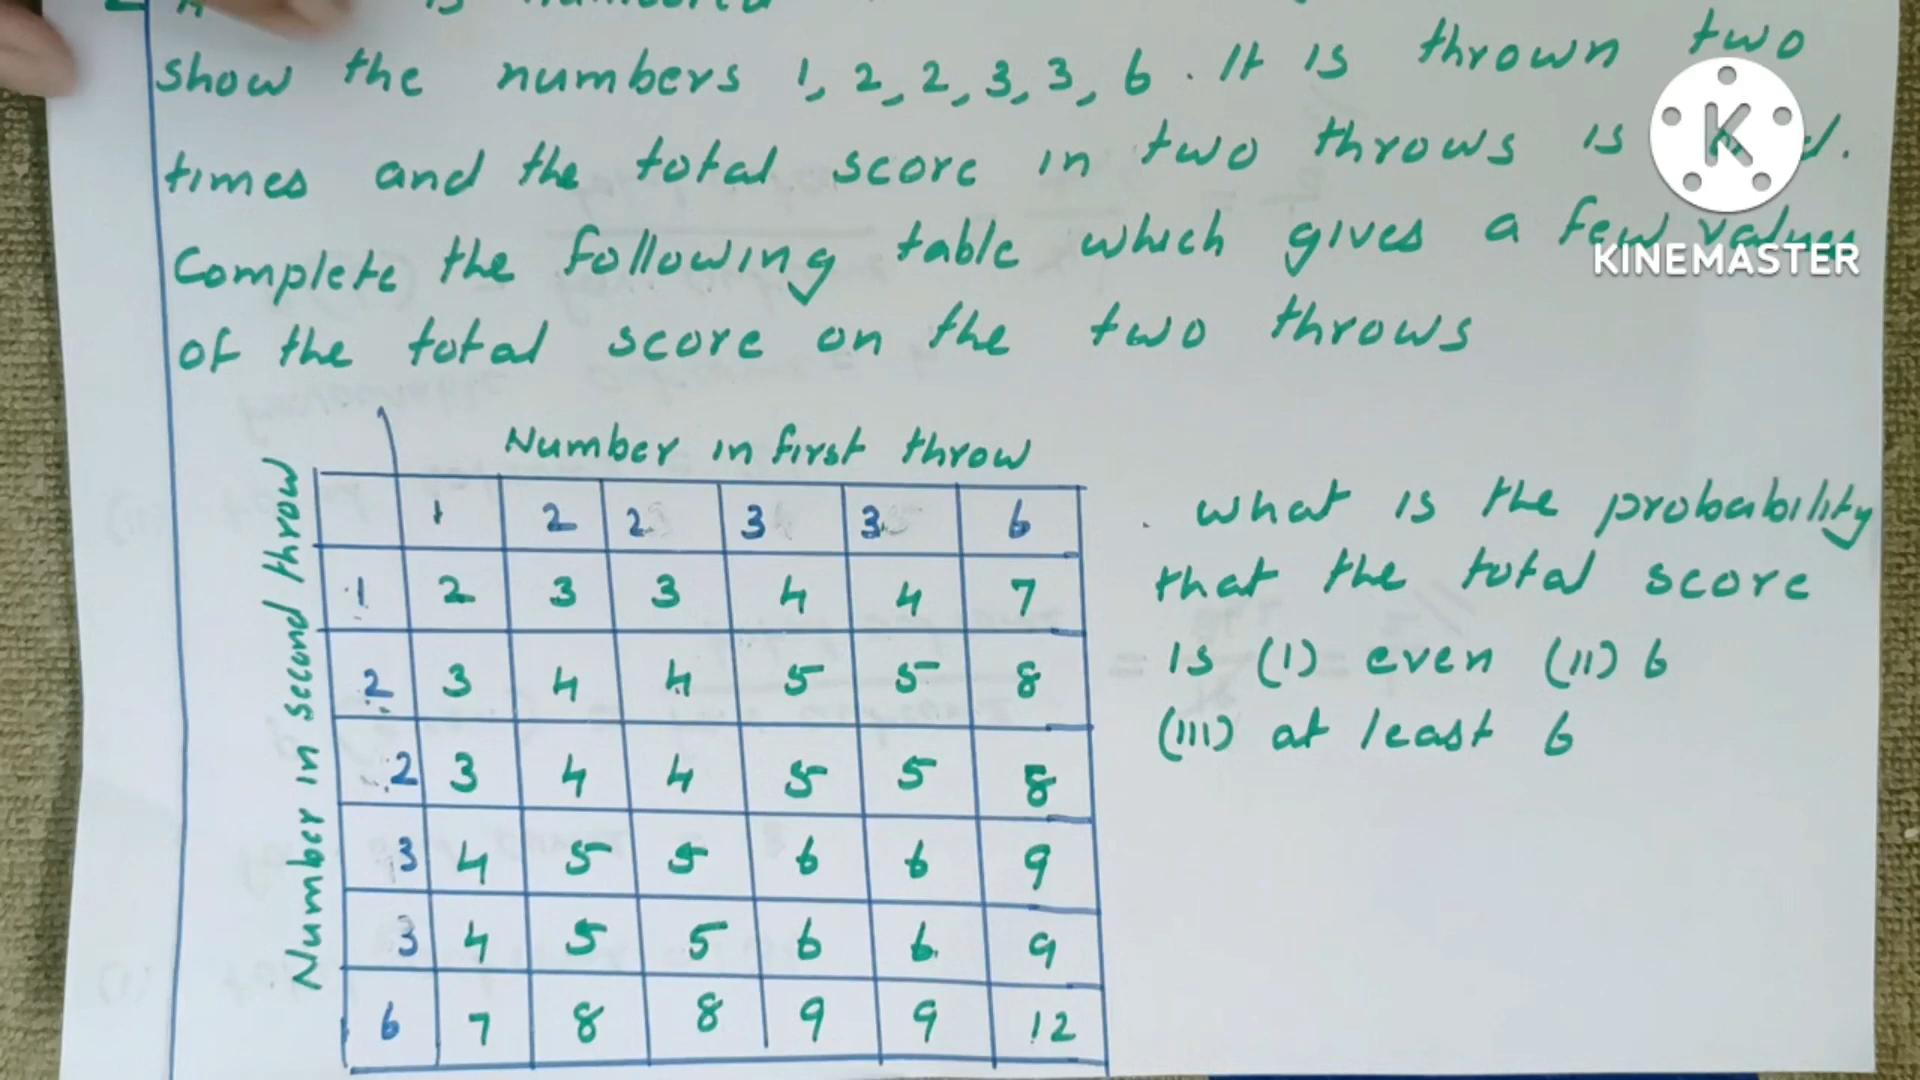 is numbered
show the numbers 1, 2, 2, 3, 3, 6. It is thrown two
times and the total score in two throws is
Complete the following table which gives a few values
of the total score on the two throws
K
KINEMASTER
Number in first throw
Number in second throw
1 2 2 3 3 6
1 2 3 3 4 4 7
2 3 4 4 5 5 8
2 3 4 4 5 5 8
3 4 5 5 6 6 9
3 4 5 5 6 6 9
6 7 8 8 9 9 12
what is the probability
that the total score
is (i) even (ii) 6
(iii) at least 6